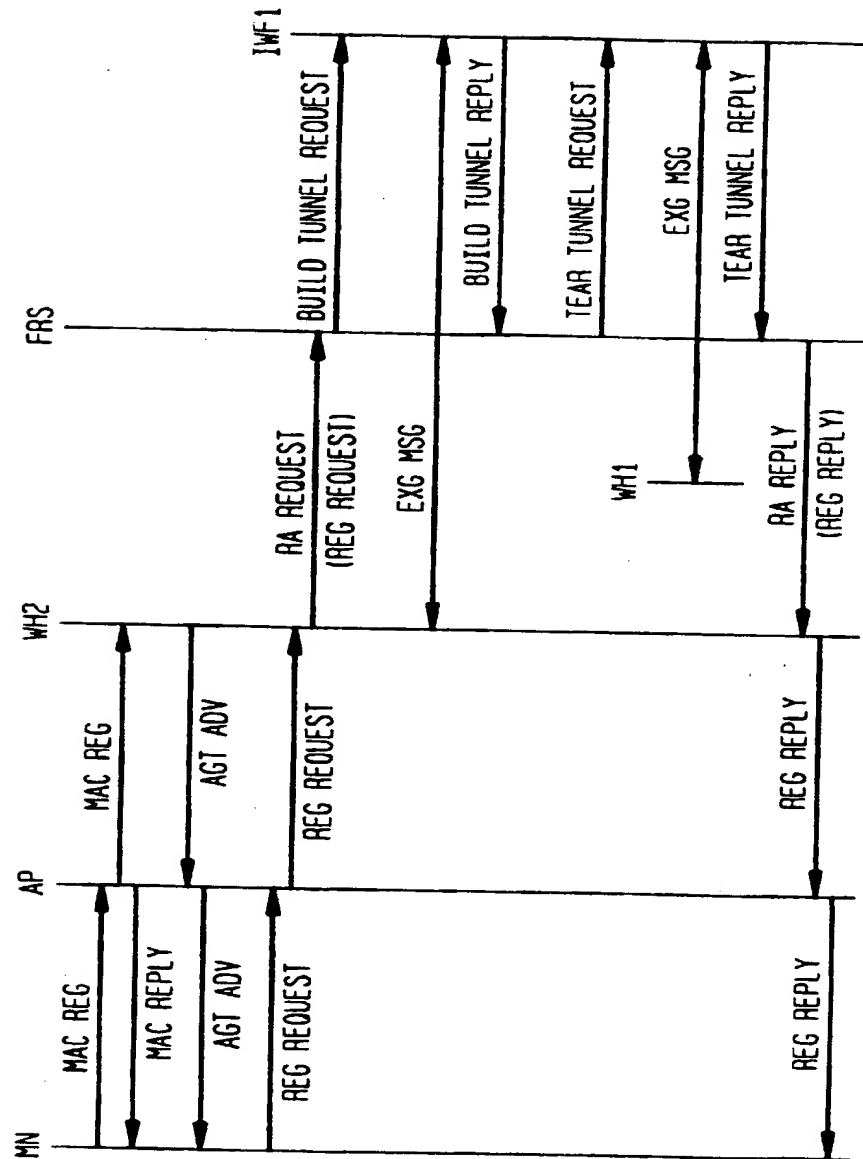 MN
AP
WH2
FRS
IWF1
MAC REG
MAC REPLY
AGT ADV
REG REQUEST
MAC REG
AGT ADV
REG REQUEST
RA REQUEST
(REG REQUEST)
BUILD TUNNEL REQUEST
EXG MSG
BUILD TUNNEL REPLY
TEAR TUNNEL REQUEST
WH1
EXG MSG
TEAR TUNNEL REPLY
RA REPLY
(REG REPLY)
REG REPLY
REG REPLY